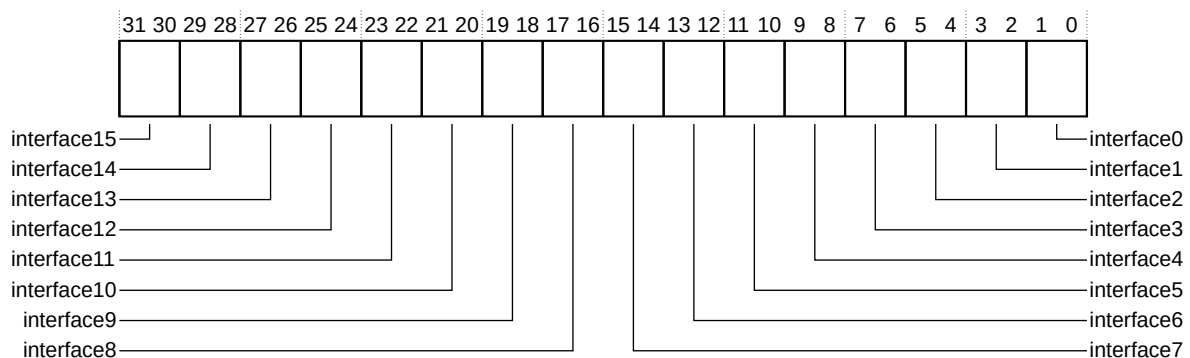 31 30 29 28 27 26 25 24 23 22 21 20 19 18 17 16 15 14 13 12 11 10 9 8 7 6 5 4 3 2 1 0
interface15 interface0
interface14 interface1
interface13 interface2
interface12 interface3
interface11 interface4
interface10 interface5
interface9 interface6
interface8 interface7